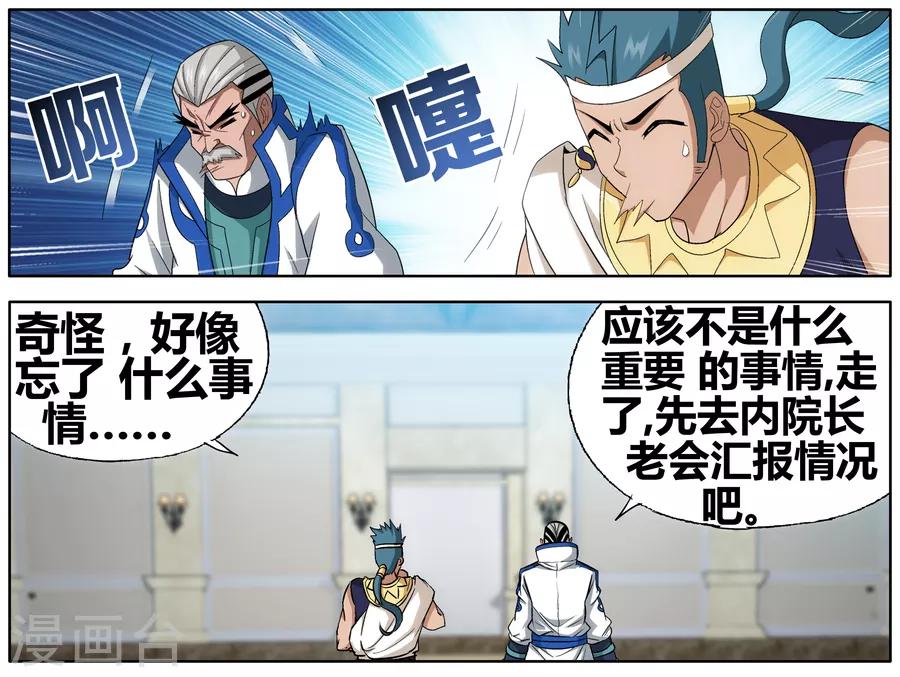 啊
嚏
奇怪，好像
忘了 什么事
情……
应该不是什么
重要 的事情,走
了,先去内院长
老会汇报情况
吧。
漫画台